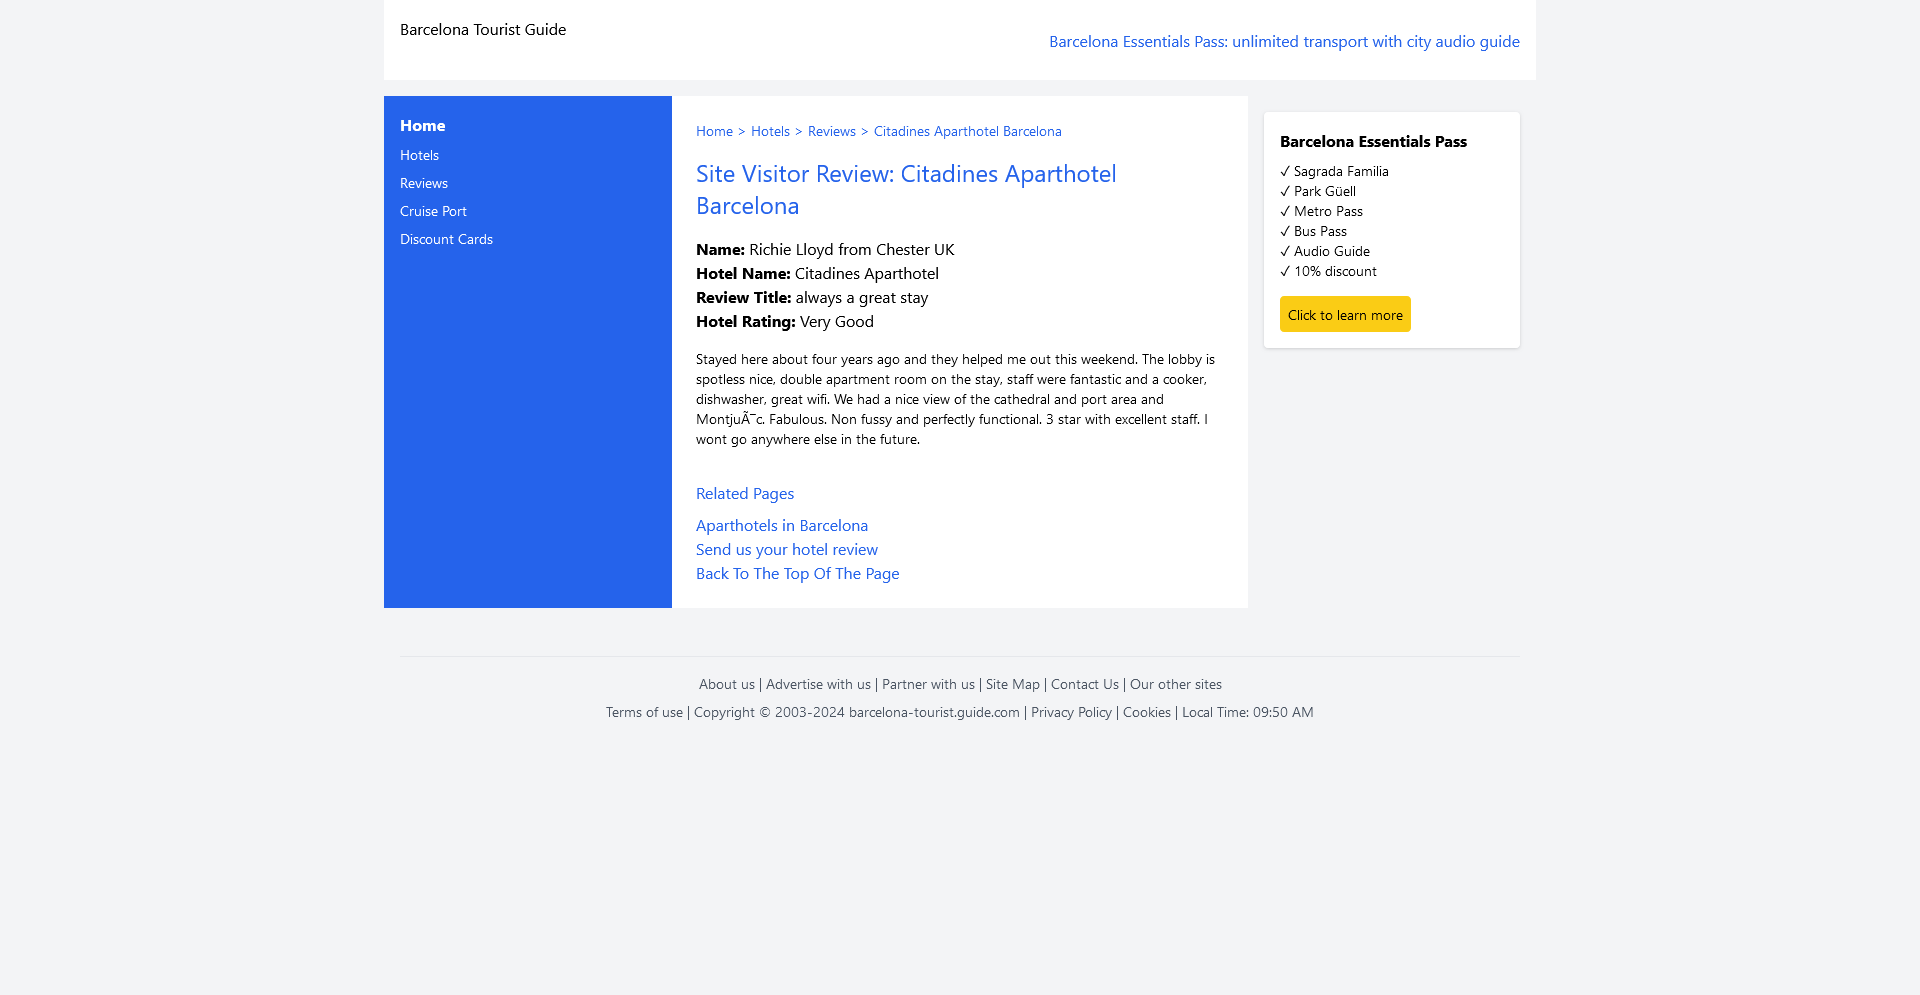 Barcelona Tourist Guide
Barcelona Essentials Pass: unlimited transport with city audio guide
Home
Hotels
Reviews
Cruise Port
Discount Cards
Home > Hotels > Reviews > Citadines Aparthotel Barcelona
Site Visitor Review: Citadines Aparthotel
Barcelona
Name: Richie Lloyd from Chester UK
Hotel Name: Citadines Aparthotel
Review Title: always a great stay
Hotel Rating: Very Good
Stayed here about four years ago and they helped me out this weekend. The lobby is
spotless nice, double apartment room on the stay, staff were fantastic and a cooker,
dishwasher, great wifi. We had a nice view of the cathedral and port area and
MontjuÃ¯c. Fabulous. Non fussy and perfectly functional. 3 star with excellent staff. I
wont go anywhere else in the future.
Related Pages
Aparthotels in Barcelona
Send us your hotel review
Back To The Top Of The Page
Barcelona Essentials Pass
✓ Sagrada Familia
✓ Park Güell
✓ Metro Pass
✓ Bus Pass
✓ Audio Guide
✓ 10% discount
Click to learn more
About us | Advertise with us | Partner with us | Site Map | Contact Us | Our other sites
Terms of use | Copyright © 2003-2024 barcelona-tourist.guide.com | Privacy Policy | Cookies | Local Time: 09:50 AM